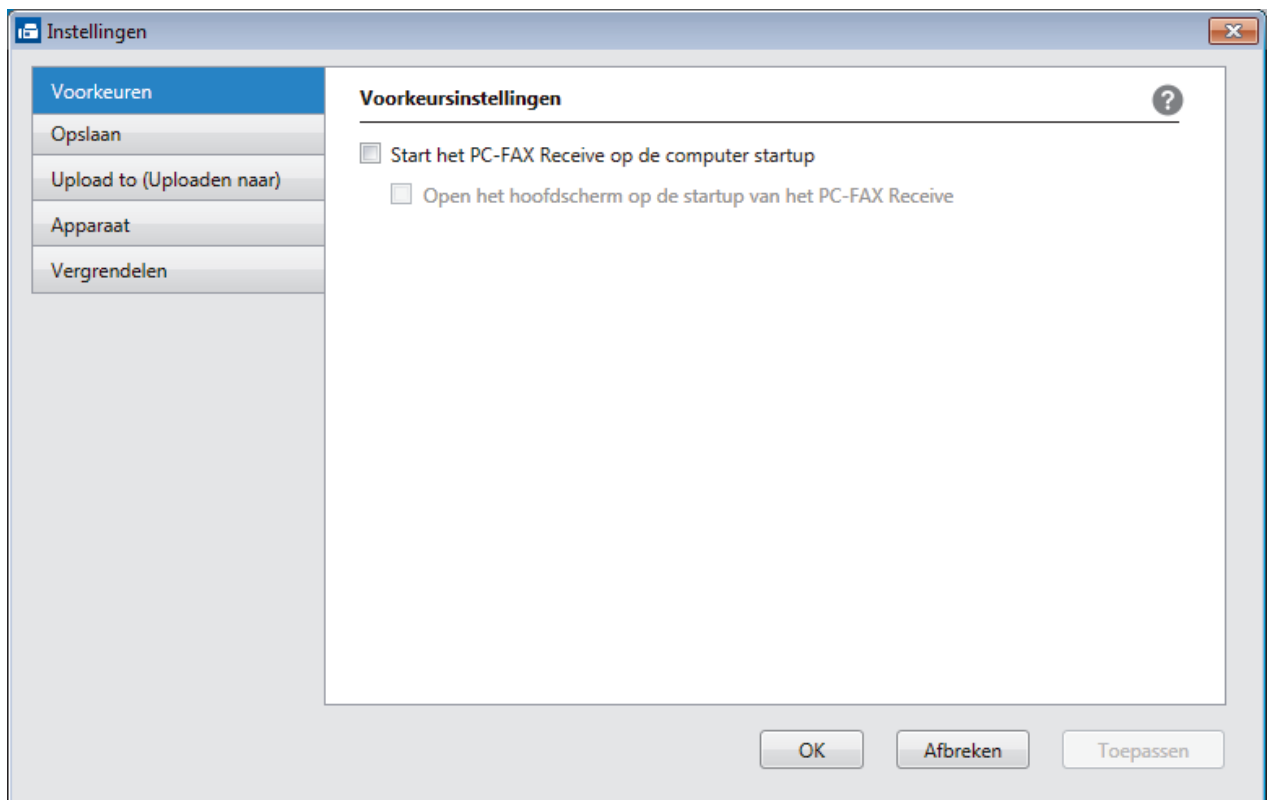 Instellingen
Voorkeuren
Opslaan
Upload to (Uploaden naar)
Apparaat
Vergrendelen
Voorkeursinstellingen
?
Start het PC-FAX Receive op de computer startup
Open het hoofdscherm op de startup van het PC-FAX Receive
OK
Afbreken
Toepassen